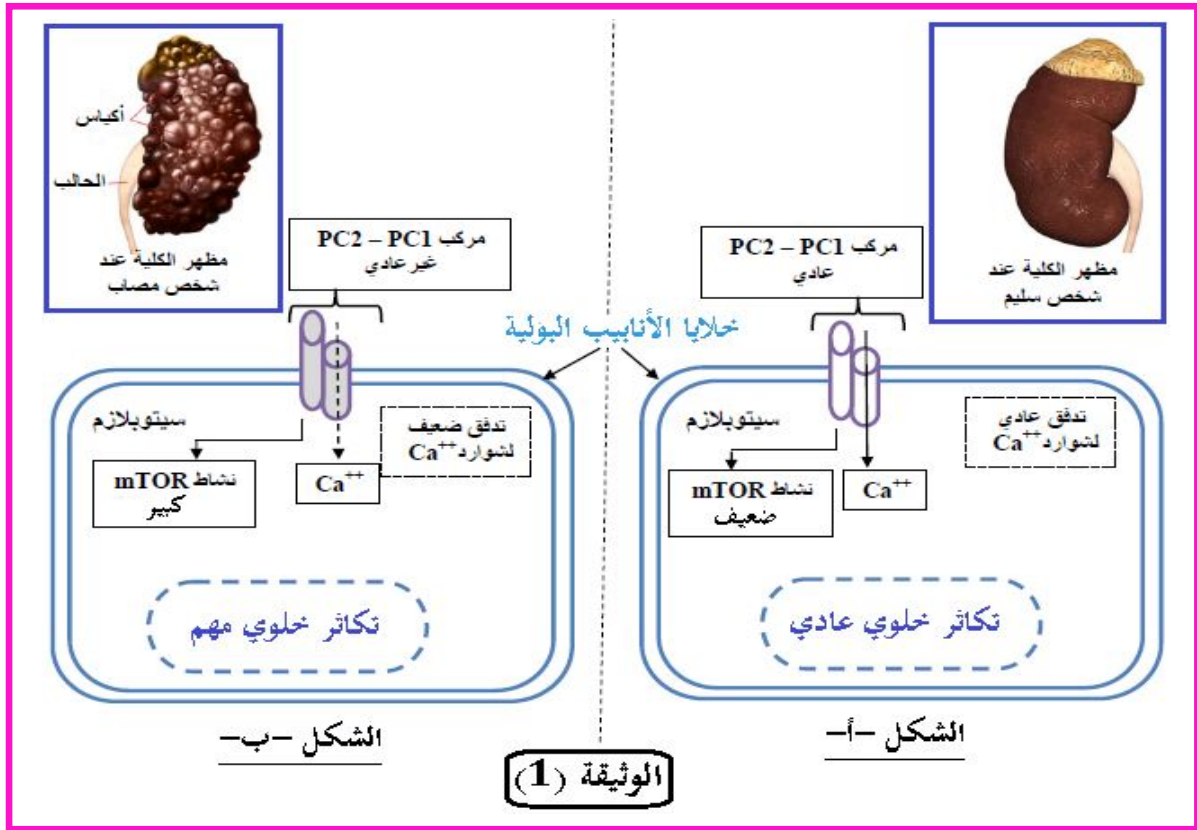 مظهر الكلية عند
شخص سليم
مركب PC2 – PC1
عادي
خلايا الأنابيب البولية
سيتوبلازم
تدفق عادي
لشوارد Ca++
نشاط mTOR
ضعيف
Ca++
تكاثر خلوي عادي
الشكل –أ–
أكياس
الحالب
مظهر الكلية عند
شخص مصاب
مركب PC2 – PC1
غير عادي
سيتوبلازم
تدفق ضعيف
لشوارد Ca++
نشاط mTOR
كبير
Ca++
تكاثر خلوي مهم
الشكل –ب–
الوثيقة (1)